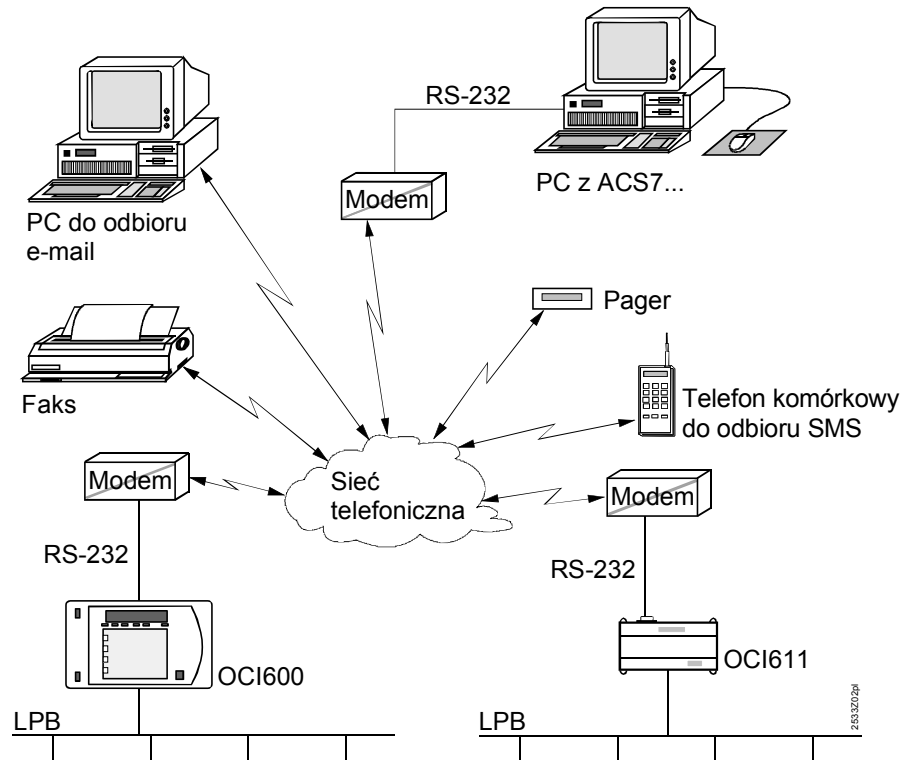 RS-232
PC z ACS7...
Modem
PC do odbioru
e-mail
Pager
Faks
Telefon komórkowy
do odbioru SMS
Modem
Sieć
telefoniczna
Modem
RS-232
RS-232
OCI600
OCI611
LPB
LPB
2533Z02pl